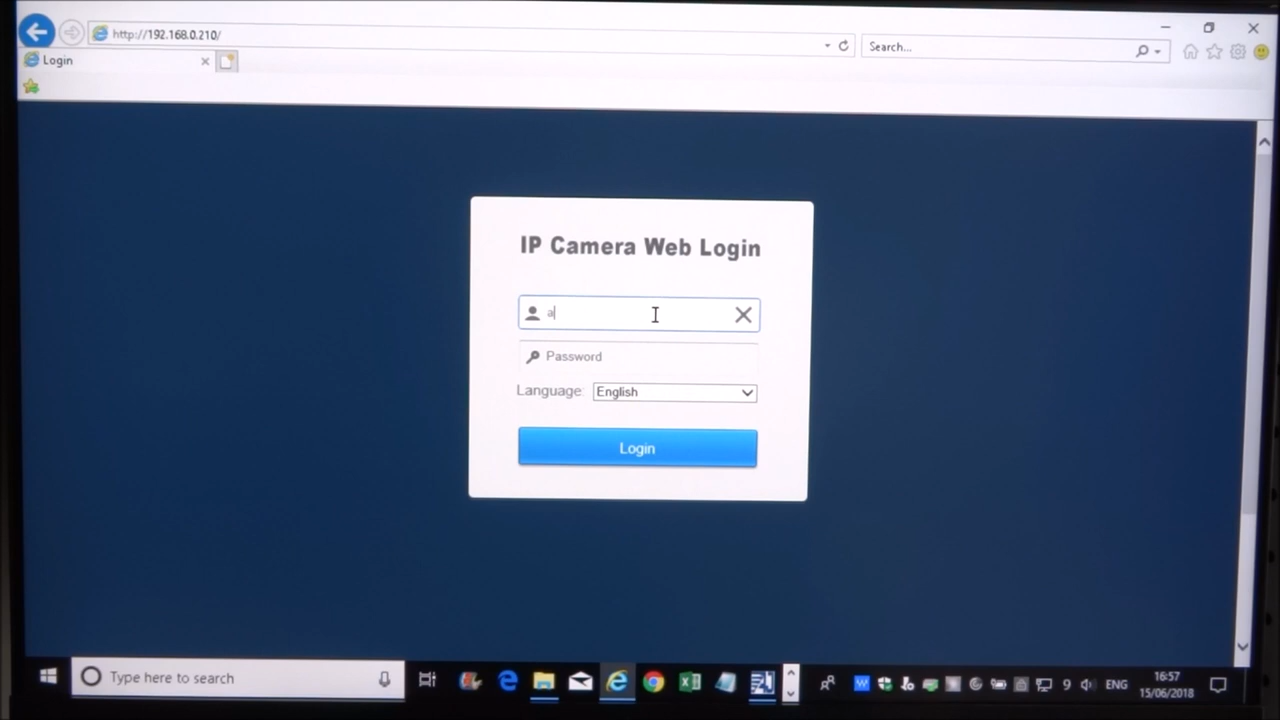 http://192.168.0.210/
Search...
Login
IP Camera Web Login
a
Password
Language: English
Login
Type here to search
9 ENG
16:57
15/06/2018